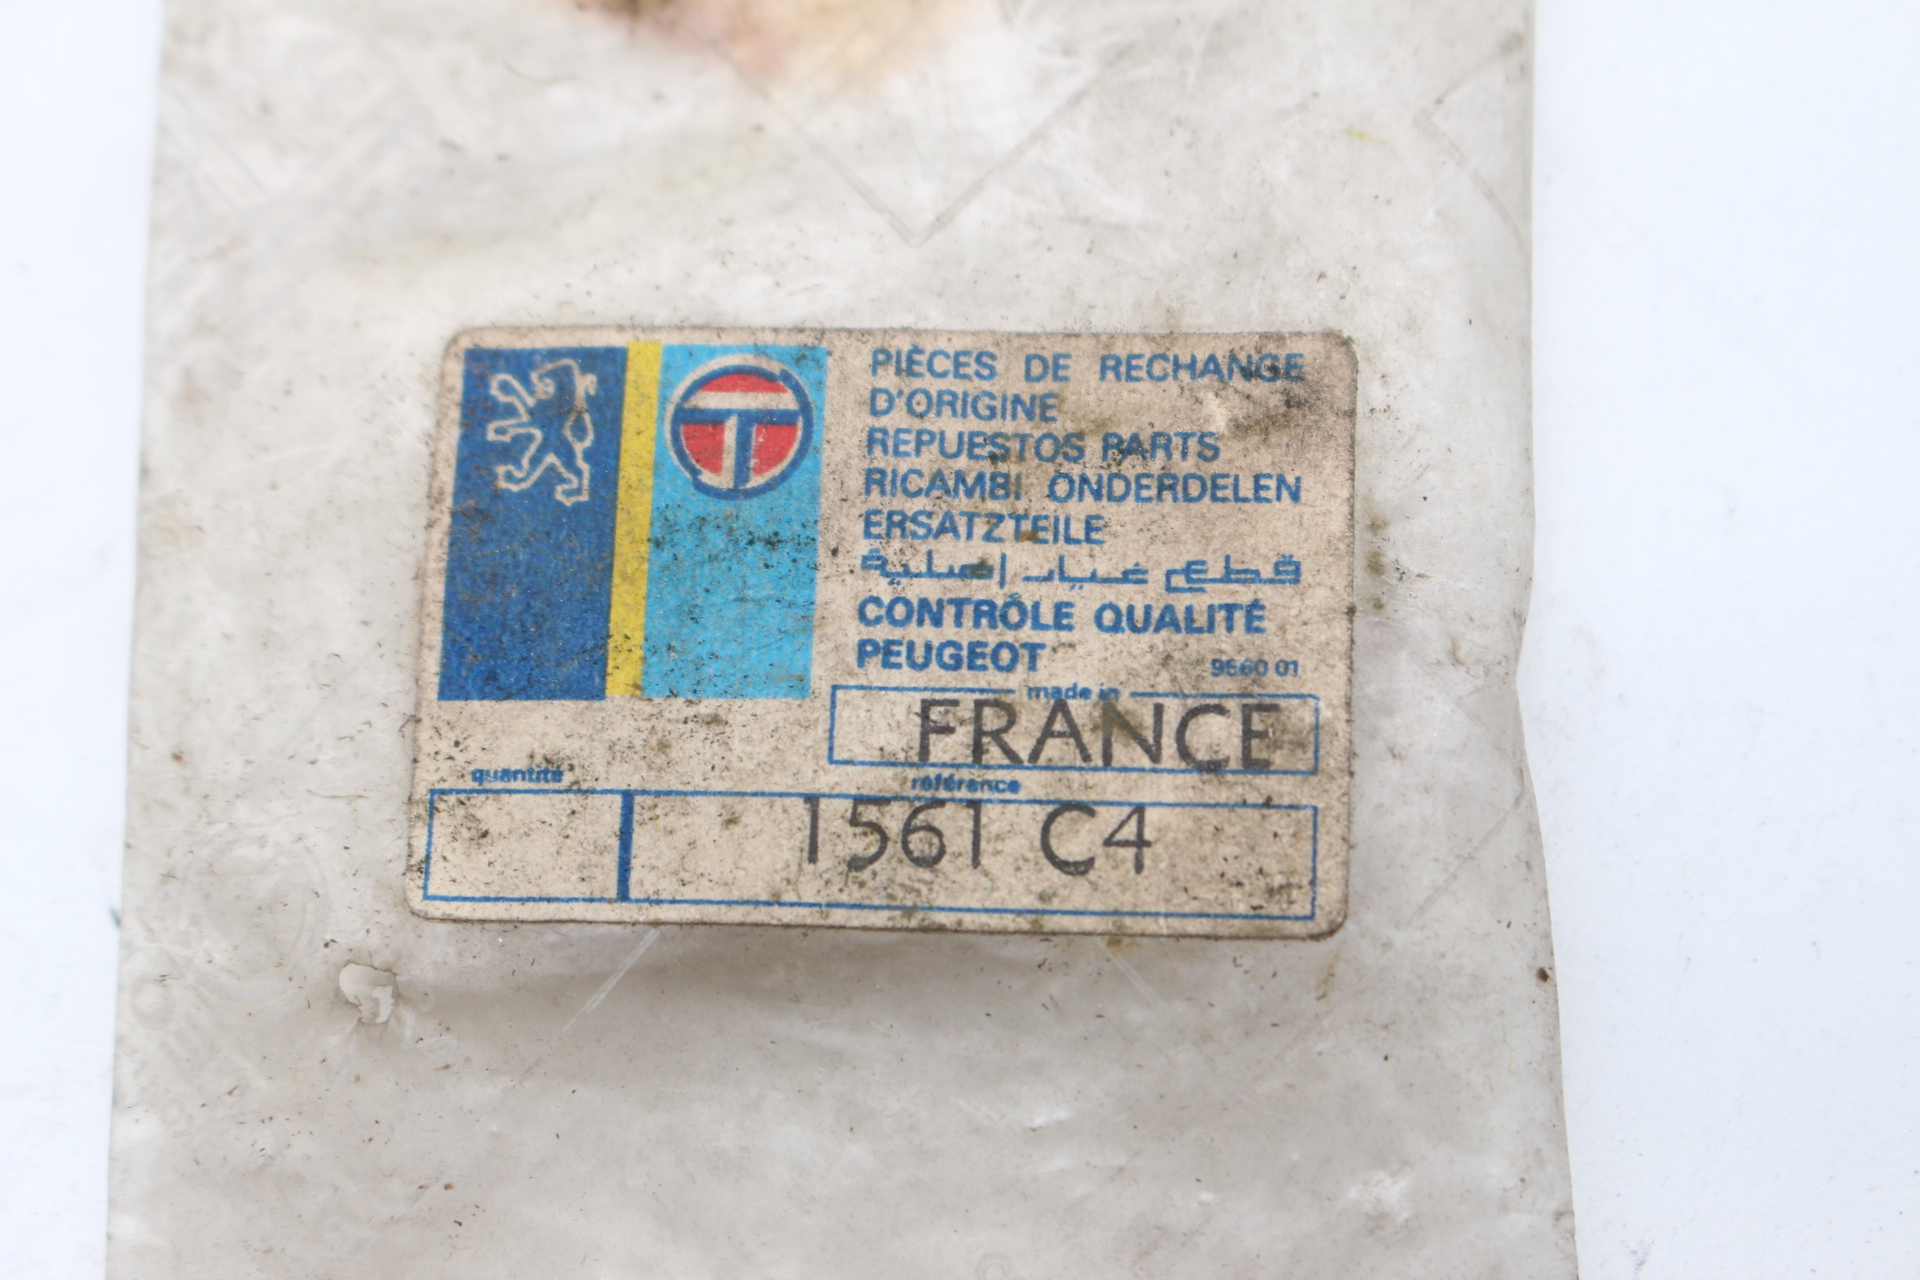 PIÈCES DE RECHANGE
D'ORIGINE
REPUESTOS PARTS
RICAMBI ONDERDELEN
ERSATZTEILE
قطع غيار اصلية
CONTRÔLE QUALITÉ
PEUGEOT
9560 01
made in
FRANCE
quantité
référence
1561 C4